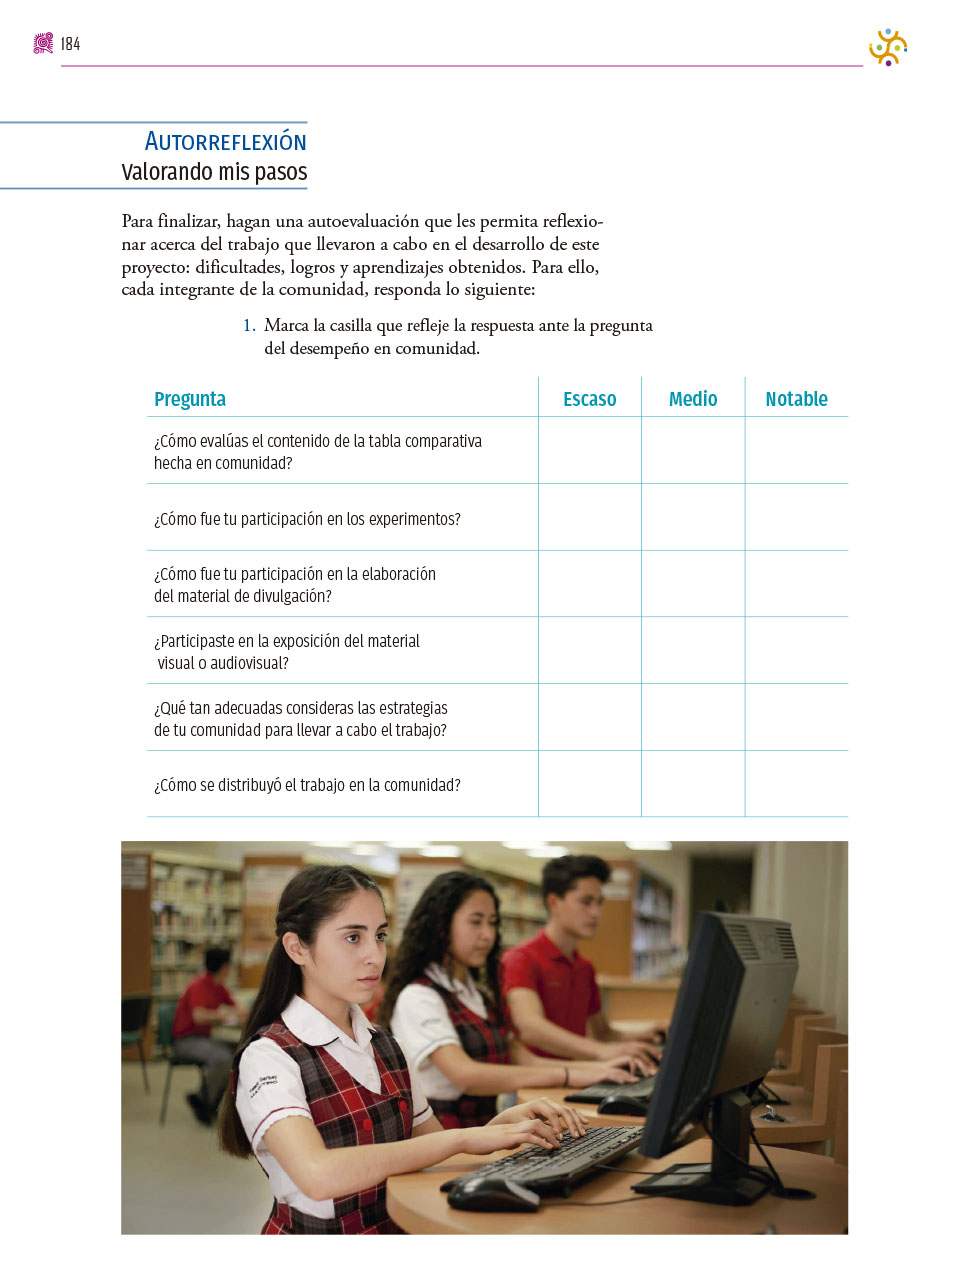 184
AUTORREFLEXIÓN
Valorando mis pasos
Para finalizar, hagan una autoevaluación que les permita reflexio-
nar acerca del trabajo que llevaron a cabo en el desarrollo de este
proyecto: dificultades, logros y aprendizajes obtenidos. Para ello,
cada integrante de la comunidad, responda lo siguiente:
1. Marca la casilla que refleje la respuesta ante la pregunta
del desempeño en comunidad.
Pregunta Escaso Medio Notable
¿Cómo evalúas el contenido de la tabla comparativa
hecha en comunidad?
¿Cómo fue tu participación en los experimentos?
¿Cómo fue tu participación en la elaboración
del material de divulgación?
¿Participaste en la exposición del material
visual o audiovisual?
¿Qué tan adecuadas consideras las estrategias
de tu comunidad para llevar a cabo el trabajo?
¿Cómo se distribuyó el trabajo en la comunidad?